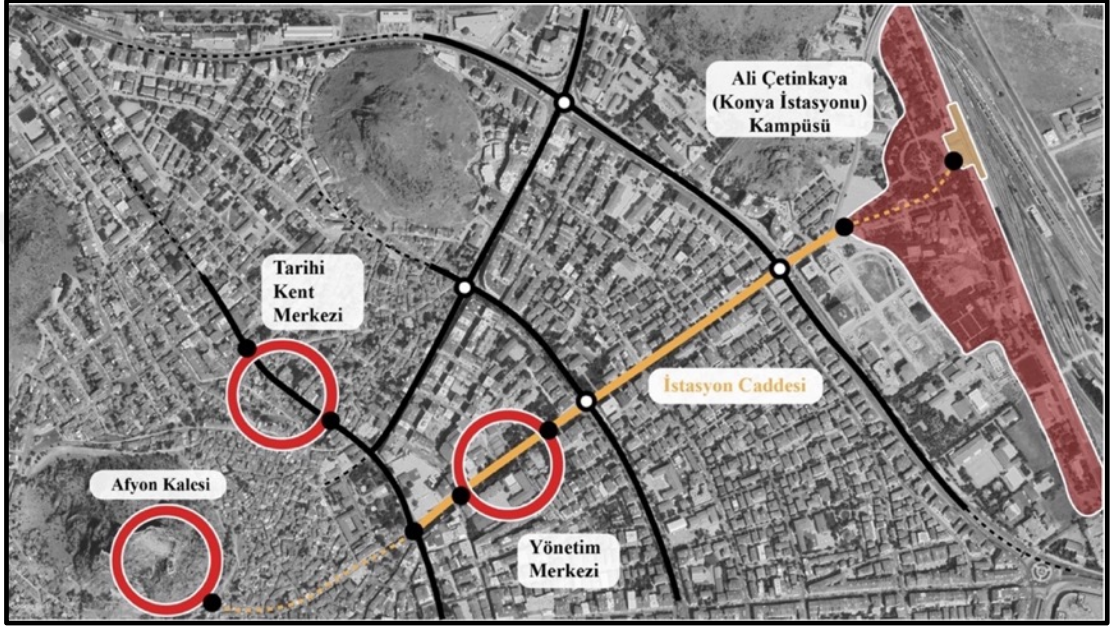 Ali Çetinkaya
(Konya İstasyonu)
Kampüsü
Tarihi
Kent
Merkezi
İstasyon Caddesi
Afyon Kalesi
Yönetim
Merkezi